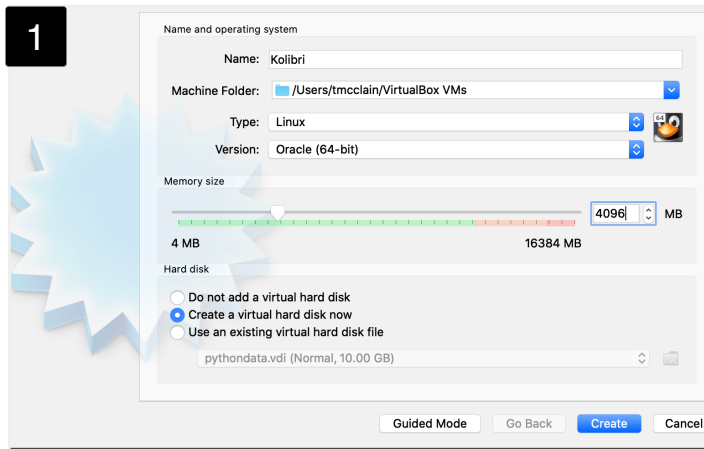 1
Name and operating system
Name: Kolibri
Machine Folder: /Users/tmcclain/VirtualBox VMs
Type: Linux
64
Version: Oracle (64-bit)
Memory size
4096 MB
4 MB 16384 MB
Hard disk
Do not add a virtual hard disk
Create a virtual hard disk now
Use an existing virtual hard disk file
pythondata.vdi (Normal, 10.00 GB)
Guided Mode Go Back Create Cancel